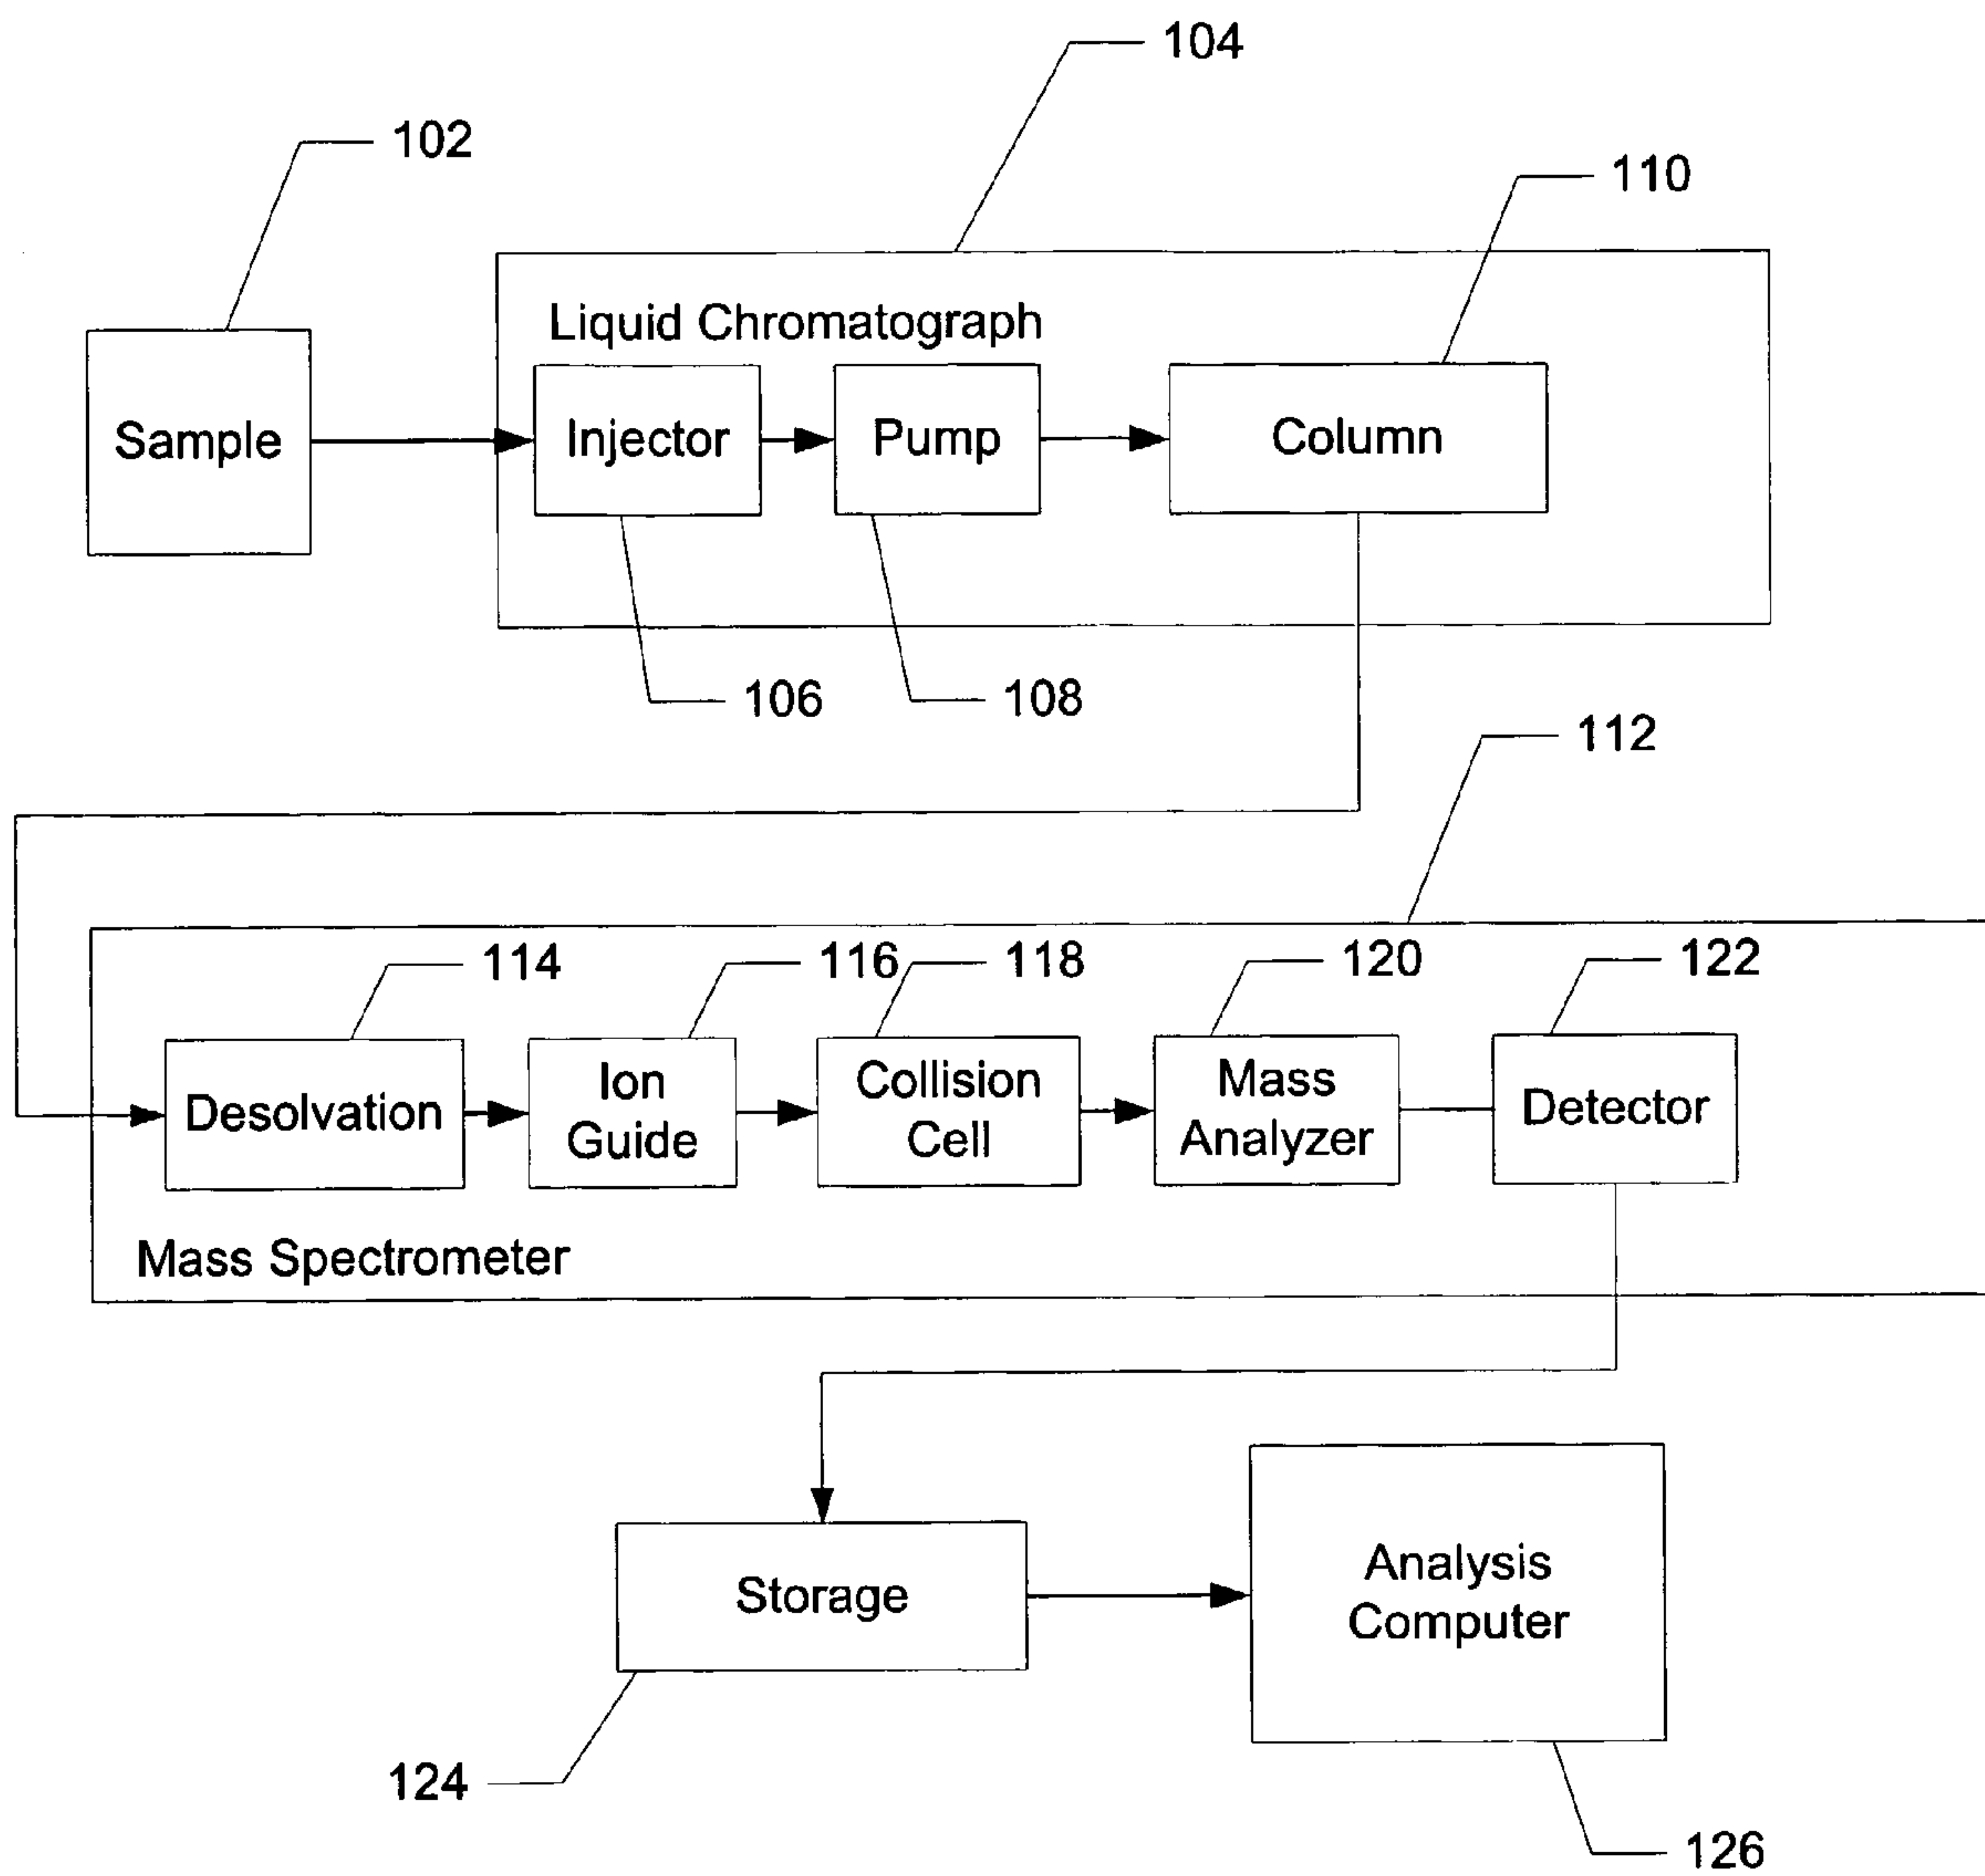 104
102
110
Liquid Chromatograph
Sample
Injector
Pump
Column
106
108
112
114
116
118
120
122
Desolvation
Ion
Guide
Collision
Cell
Mass
Analyzer
Detector
Mass Spectrometer
Storage
Analysis
Computer
124
126